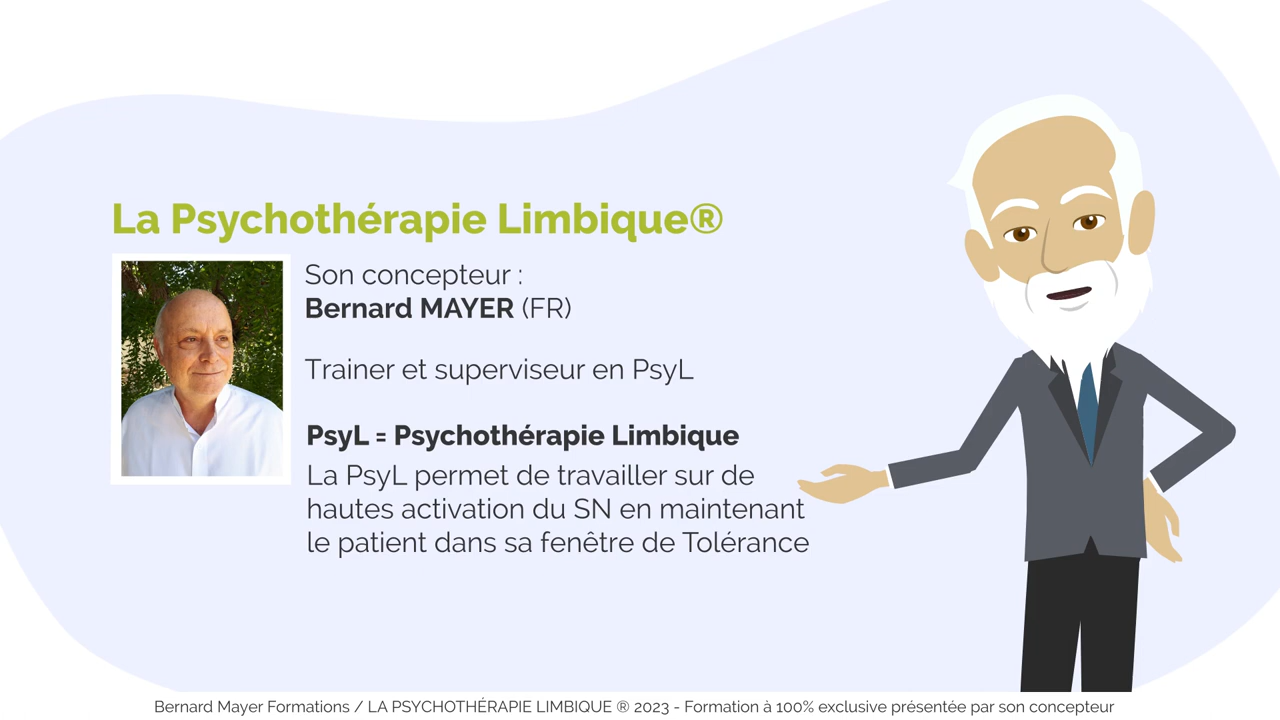 La Psychothérapie Limbique®
Son concepteur :
Bernard MAYER (FR)
Trainer et superviseur en PsyL
PsyL = Psychothérapie Limbique
La PsyL permet de travailler sur de
hautes activation du SN en maintenant
le patient dans sa fenêtre de Tolérance
Bernard Mayer Formations / LA PSYCHOTHÉRAPIE LIMBIQUE ® 2023 - Formation à 100% exclusive présentée par son concepteur